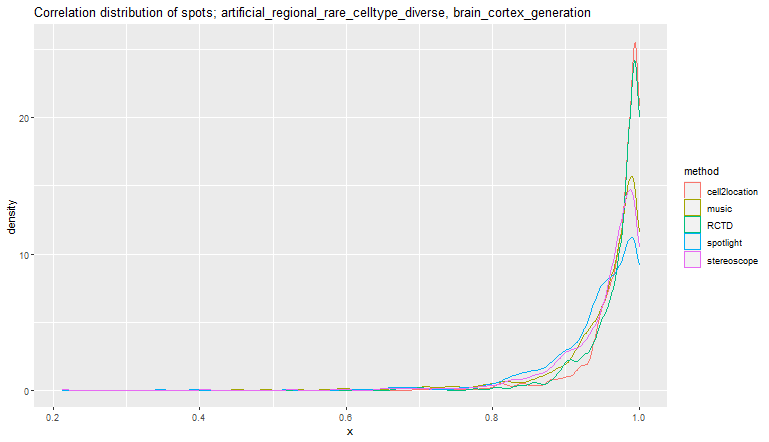 Correlation distribution of spots; artificial_regional_rare_celltype_diverse, brain_cortex_generation
20
10
0
density
0.2
0.4
0.6
0.8
1.0
x
method
cell2location
music
RCTD
spotlight
stereoscope